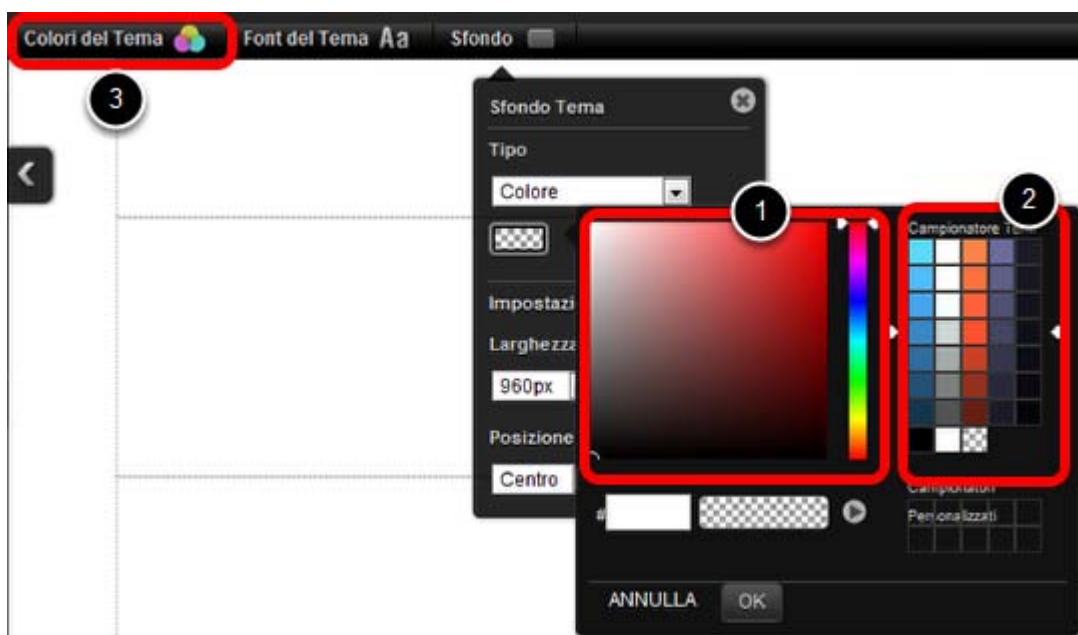 Colori del Tema Font del Tema Aa Sfondo
3
Sfondo Tema
Tipo
Colore
1
2
Campionatore
Impostazi
Larghezza
960px
Posizione
Centro
Campionatori
#
Personalizzati
ANNULLA OK